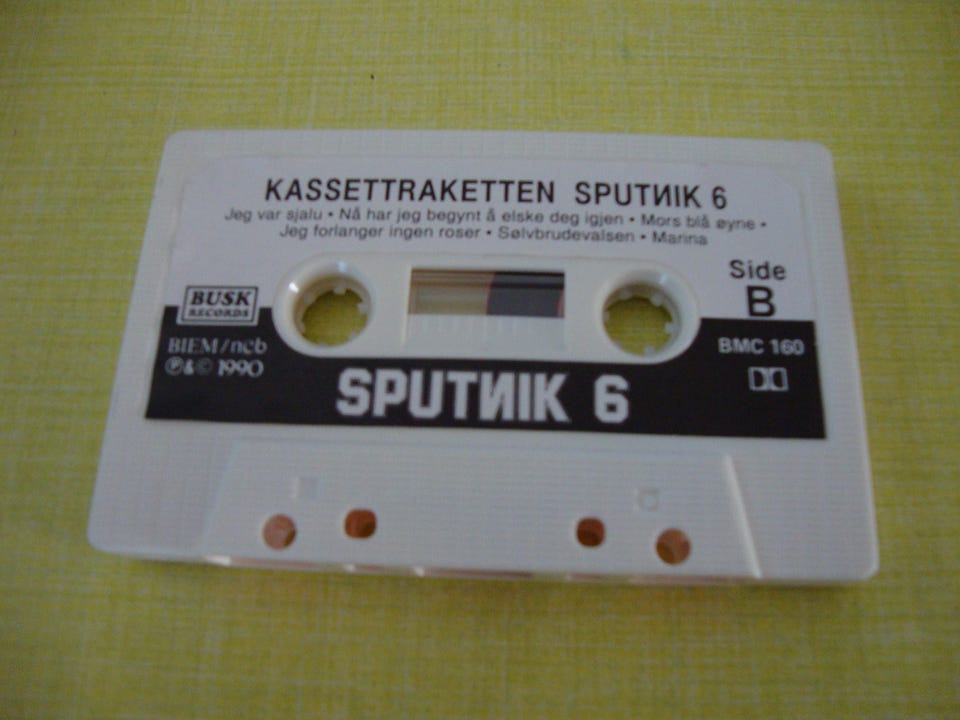 KASSETTRAKETTEN SPUTИIK 6
Jeg var sjalu • Nå har jeg begynt å elske deg igjen • Mors blå øyne •
Jeg forlanger ingen roser • Sølvbrudevalsen • Marina
Side
B
BUSK
RECORDS
BIEM/ncb
℗&© 1990
BMC 160
SPUTИIK 6